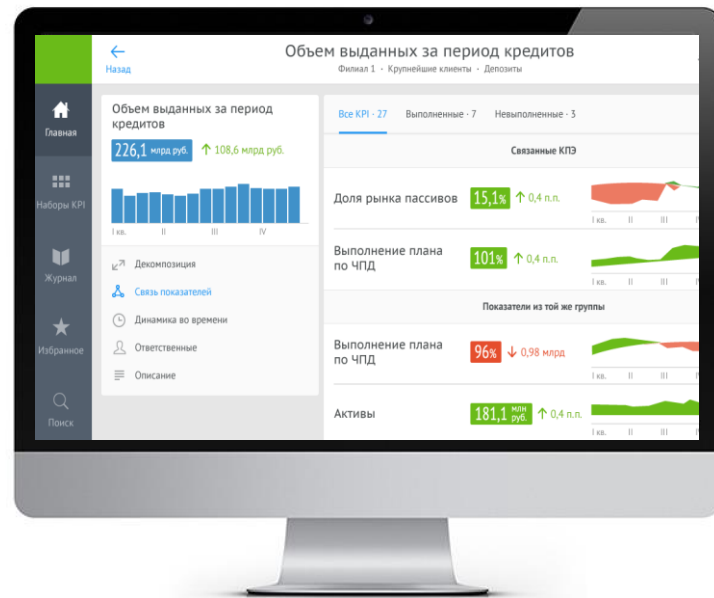 Назад
Объем выданных за период кредитов
Филиал 1 - Крупнейшие клиенты - Депозиты
Главная
Наборы KPI
Журнал
Избранное
Поиск
Объем выданных за период
кредитов
226,1 млрд руб. ↑ 108,6 млрд руб.
I кв. II III IV
Декомпозиция
Связь показателей
Динамика во времени
Ответственные
Описание
Все KPI · 27 Выполненные · 7 Невыполненные · 3
Связанные КПЭ
Доля рынка пассивов 15,1% ↑ 0,4 п.п.
I кв. II III
Выполнение плана
по ЧПД 101% ↑ 0,4 п.п.
I кв. II III
Показатели из той же группы
Выполнение плана
по ЧПД 96% ↓ 0,98 млрд
I кв. II III
Активы 181,1 млн руб. ↑ 0,4 п.п.
I кв. II III